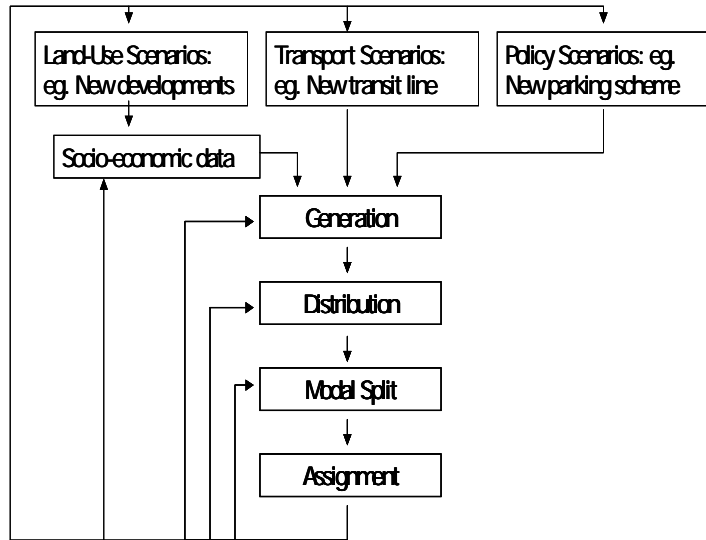 Land-Use Scenarios:
eg. New developments
Transport Scenarios:
eg. New transit line
Policy Scenarios: eg.
New parking scheme
Socio-economic data
Generation
Distribution
Modal Split
Assignment